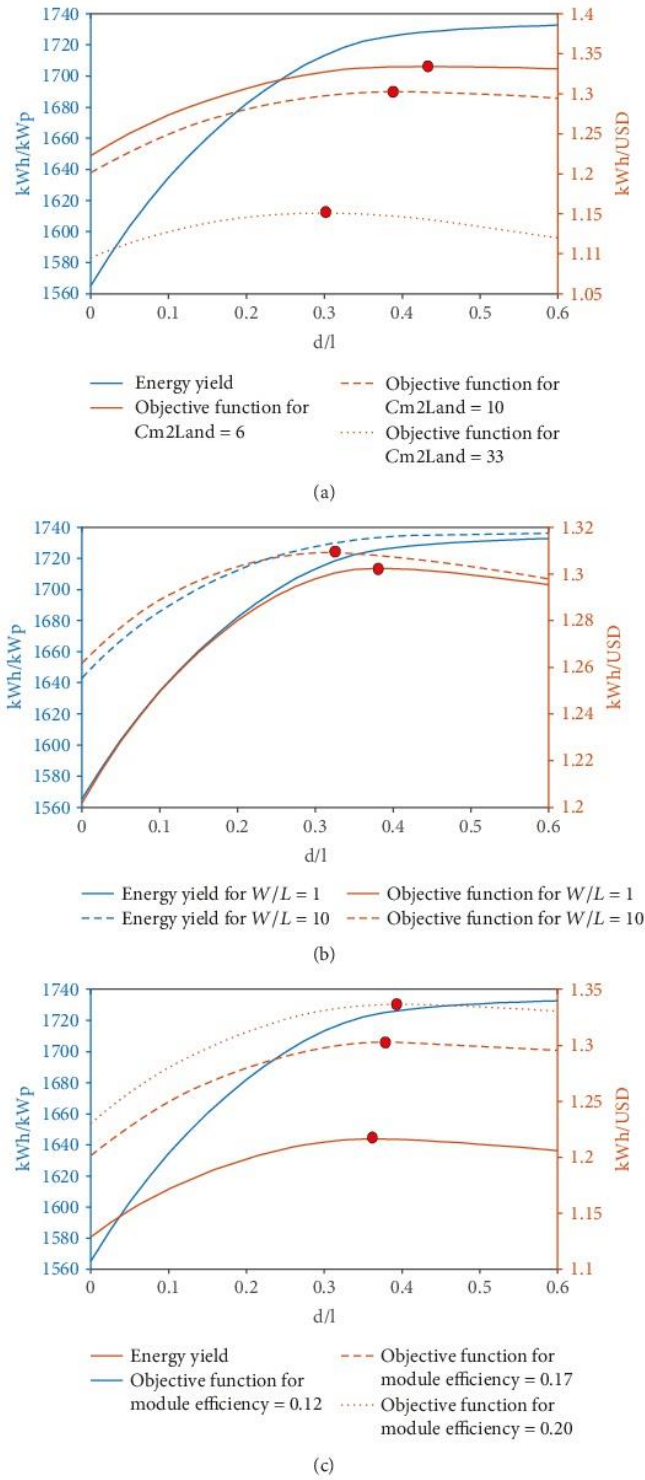 1740
1720
1700
1680
1660
1640
1620
1600
1580
1560
kWh/kWp
1.4
1.35
1.3
1.25
1.2
1.15
1.11
1.05
kWh/USD
0 0.1 0.2 0.3 0.4 0.5 0.6
d/l
Energy yield
Objective function for
Cm2Land = 6
Objective function for
Cm2Land = 10
Objective function for
Cm2Land = 33
(a)
1740
1720
1700
1680
1660
1640
1620
1600
1580
1560
kWh/kWp
1.32
1.3
1.28
1.26
1.24
1.22
1.2
kWh/USD
0 0.1 0.2 0.3 0.4 0.5 0.6
d/l
Energy yield for W/L = 1
Energy yield for W/L = 10
Objective function for W/L = 1
Objective function for W/L = 10
(b)
1740
1720
1700
1680
1660
1640
1620
1600
1580
1560
kWh/kWp
1.35
1.3
1.25
1.2
1.15
1.1
kWh/USD
0 0.1 0.2 0.3 0.4 0.5 0.6
d/l
Energy yield
Objective function for
module efficiency = 0.12
Objective function for
module efficiency = 0.17
Objective function for
module efficiency = 0.20
(c)